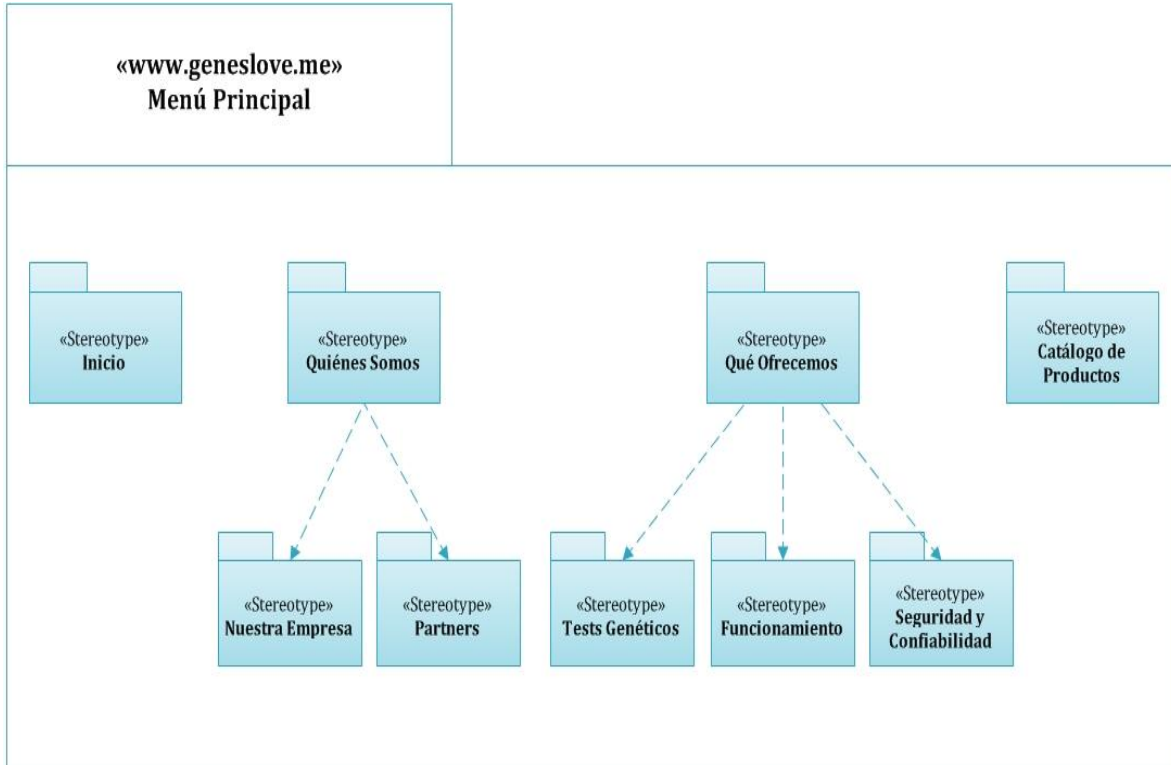 «www.geneslove.me»
Menú Principal
«Stereotype»
Inicio
«Stereotype»
Quiénes Somos
«Stereotype»
Qué Ofrecemos
«Stereotype»
Catálogo de
Productos
«Stereotype»
Nuestra Empresa
«Stereotype»
Partners
«Stereotype»
Tests Genéticos
«Stereotype»
Funcionamiento
«Stereotype»
Seguridad y
Confiabilidad